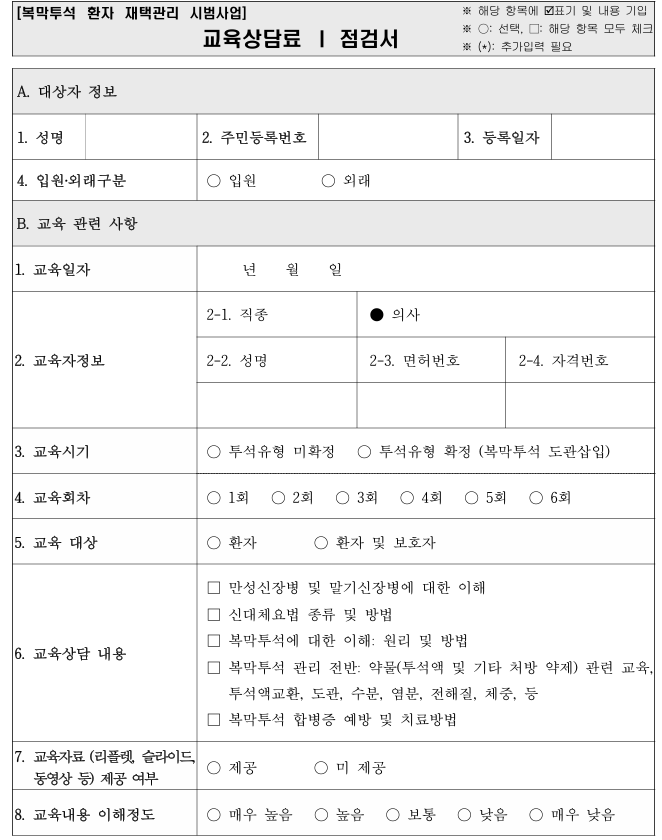 [복막투석 환자 재택관리 시범사업]
교육상담료 Ⅰ 점검서
※ 해당 항목에 ☑표기 및 내용 기입
※ ○: 선택, □: 해당 항목 모두 체크
※ (*): 추가입력 필요
A. 대상자 정보
1. 성명
2. 주민등록번호
3. 등록일자
4. 입원·외래구분
○ 입원 ○ 외래
B. 교육 관련 사항
1. 교육일자
년 월 일
2. 교육자정보
2-1. 직종
● 의사
2-2. 성명
2-3. 면허번호
2-4. 자격번호
3. 교육시기
○ 투석유형 미확정 ○ 투석유형 확정 (복막투석 도관삽입)
4. 교육회차
○ 1회 ○ 2회 ○ 3회 ○ 4회 ○ 5회 ○ 6회
5. 교육 대상
○ 환자 ○ 환자 및 보호자
6. 교육상담 내용
□ 만성신장병 및 말기신장병에 대한 이해
□ 신대체요법 종류 및 방법
□ 복막투석에 대한 이해: 원리 및 방법
□ 복막투석 관리 전반: 약물(투석액 및 기타 처방 약제) 관련 교육,
투석액교환, 도관, 수분, 염분, 전해질, 체중, 등
□ 복막투석 합병증 예방 및 치료방법
7. 교육자료 (리플렛, 슬라이드,
동영상 등) 제공 여부
○ 제공 ○ 미 제공
8. 교육내용 이해정도
○ 매우 높음 ○ 높음 ○ 보통 ○ 낮음 ○ 매우 낮음